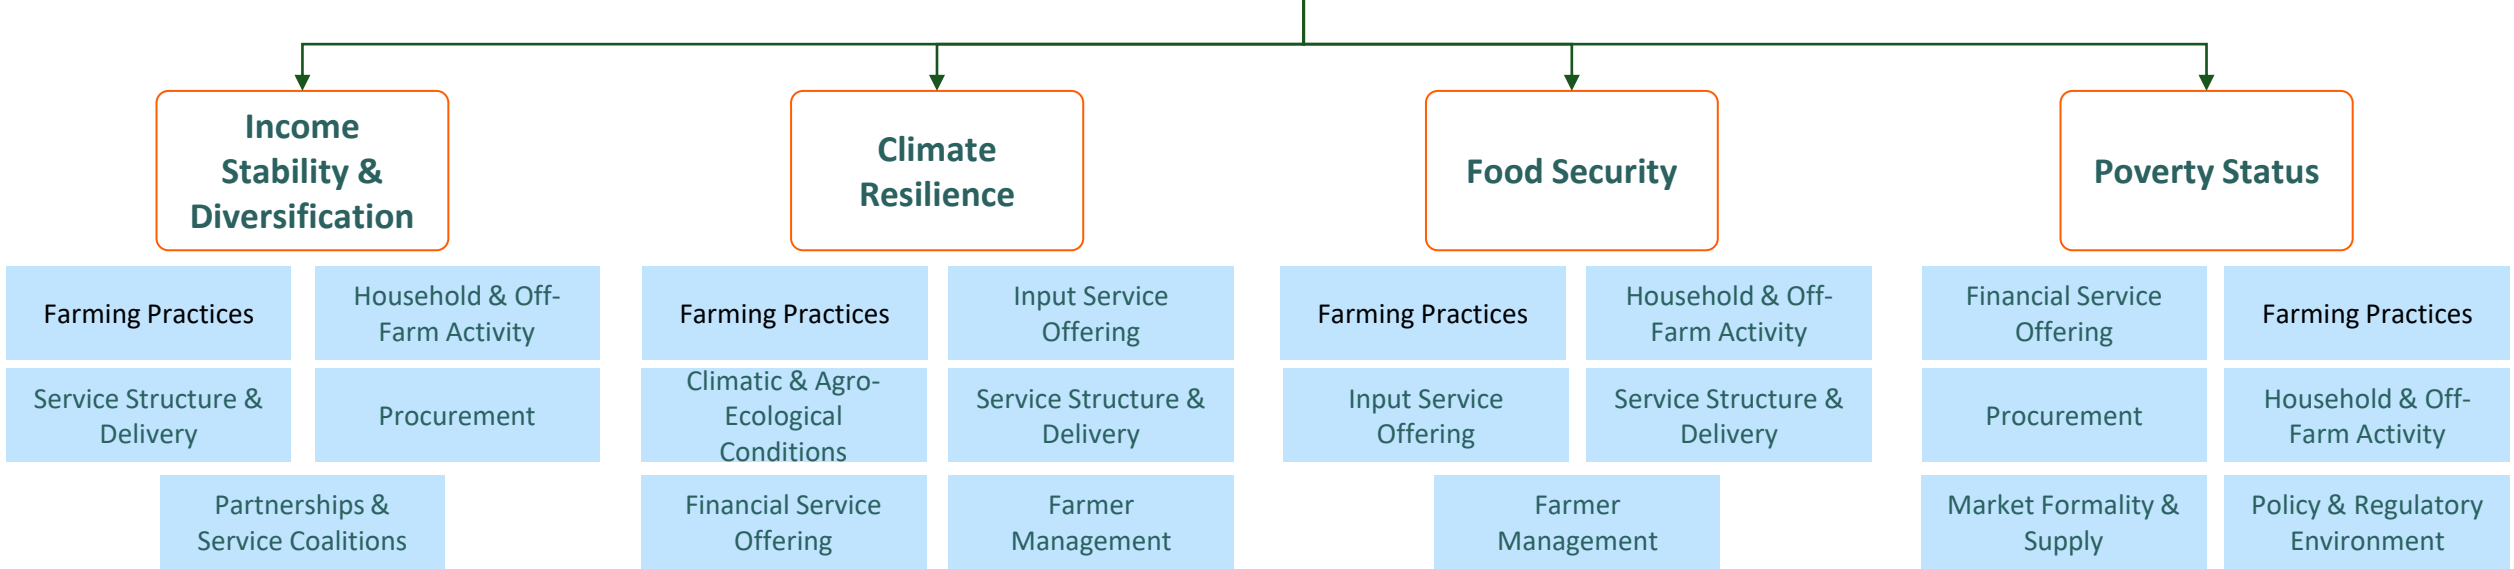 Income
Stability &
Diversification
Farming Practices
Household & Off-
Farm Activity
Service Structure &
Delivery
Procurement
Partnerships &
Service Coalitions
Climate
Resilience
Farming Practices
Input Service
Offering
Climatic & Agro-
Ecological
Conditions
Service Structure &
Delivery
Financial Service
Offering
Farmer
Management
Food Security
Farming Practices
Household & Off-
Farm Activity
Input Service
Offering
Service Structure &
Delivery
Farmer
Management
Poverty Status
Financial Service
Offering
Farming Practices
Procurement
Household & Off-
Farm Activity
Market Formality &
Supply
Policy & Regulatory
Environment